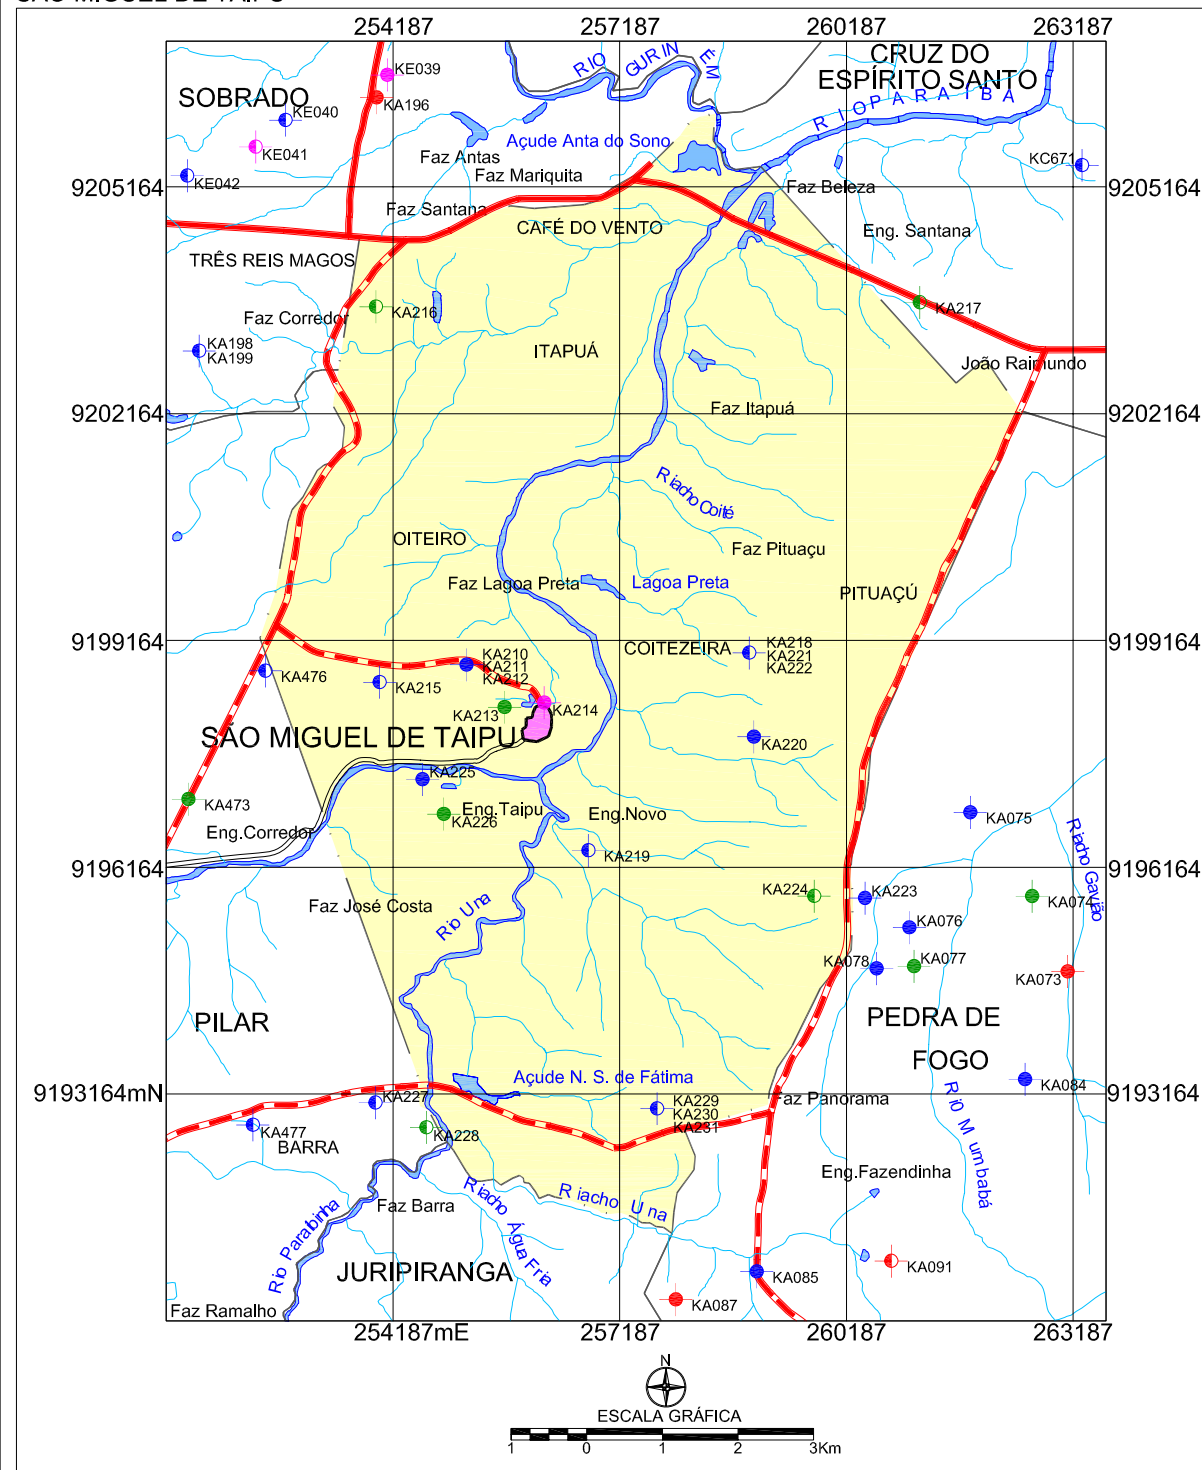 SÃO MIGUEL DE TAIPU
254187
257187
260187
263187
CRUZ DO
ESPÍRITO SANTO
RIO GURINÉM
RIO PARAÍBA
KE039
KA196
SOBRADO
KE040
KE041
KE042
Açude Anta do Sono
Faz Antas
Faz Mariquita
KC671
9205164
9205164
Faz Beleza
Faz Santana
CAFÉ DO VENTO
Eng. Santana
TRÊS REIS MAGOS
KA216
KA217
Faz Corredor
KA198
KA199
ITAPUÁ
João Raimundo
Faz Itapuá
9202164
9202164
Riacho Coité
OITEIRO
Faz Pituaçu
Faz Lagoa Preta
Lagoa Preta
PITUAÇÚ
9199164
9199164
COITEZEIRA
KA218
KA221
KA222
KA210
KA211
KA212
KA476
KA215
KA213
KA214
SÃO MIGUEL DE TAIPU
KA220
KA225
KA473
Eng.Taipu
Eng.Novo
KA226
KA075
Eng.Corredor
Riacho Gavião
KA219
9196164
9196164
KA224
KA223
KA074
Faz José Costa
Rio Una
KA076
KA078
KA077
KA073
PILAR
PEDRA DE
FOGO
Açude N. S. de Fátima
KA084
9193164mN
9193164
KA227
KA229
KA230
KA231
Faz Panorama
KA477
KA228
BARRA
Rio Mumbabá
Eng.Fazendinha
Riacho Una
Faz Barra
Riacho Água Fria
Rio Parabinha
JURIPIRANGA
KA085
KA091
KA087
Faz Ramalho
254187mE
257187
260187
263187
N
ESCALA GRÁFICA
1 0 1 2 3Km